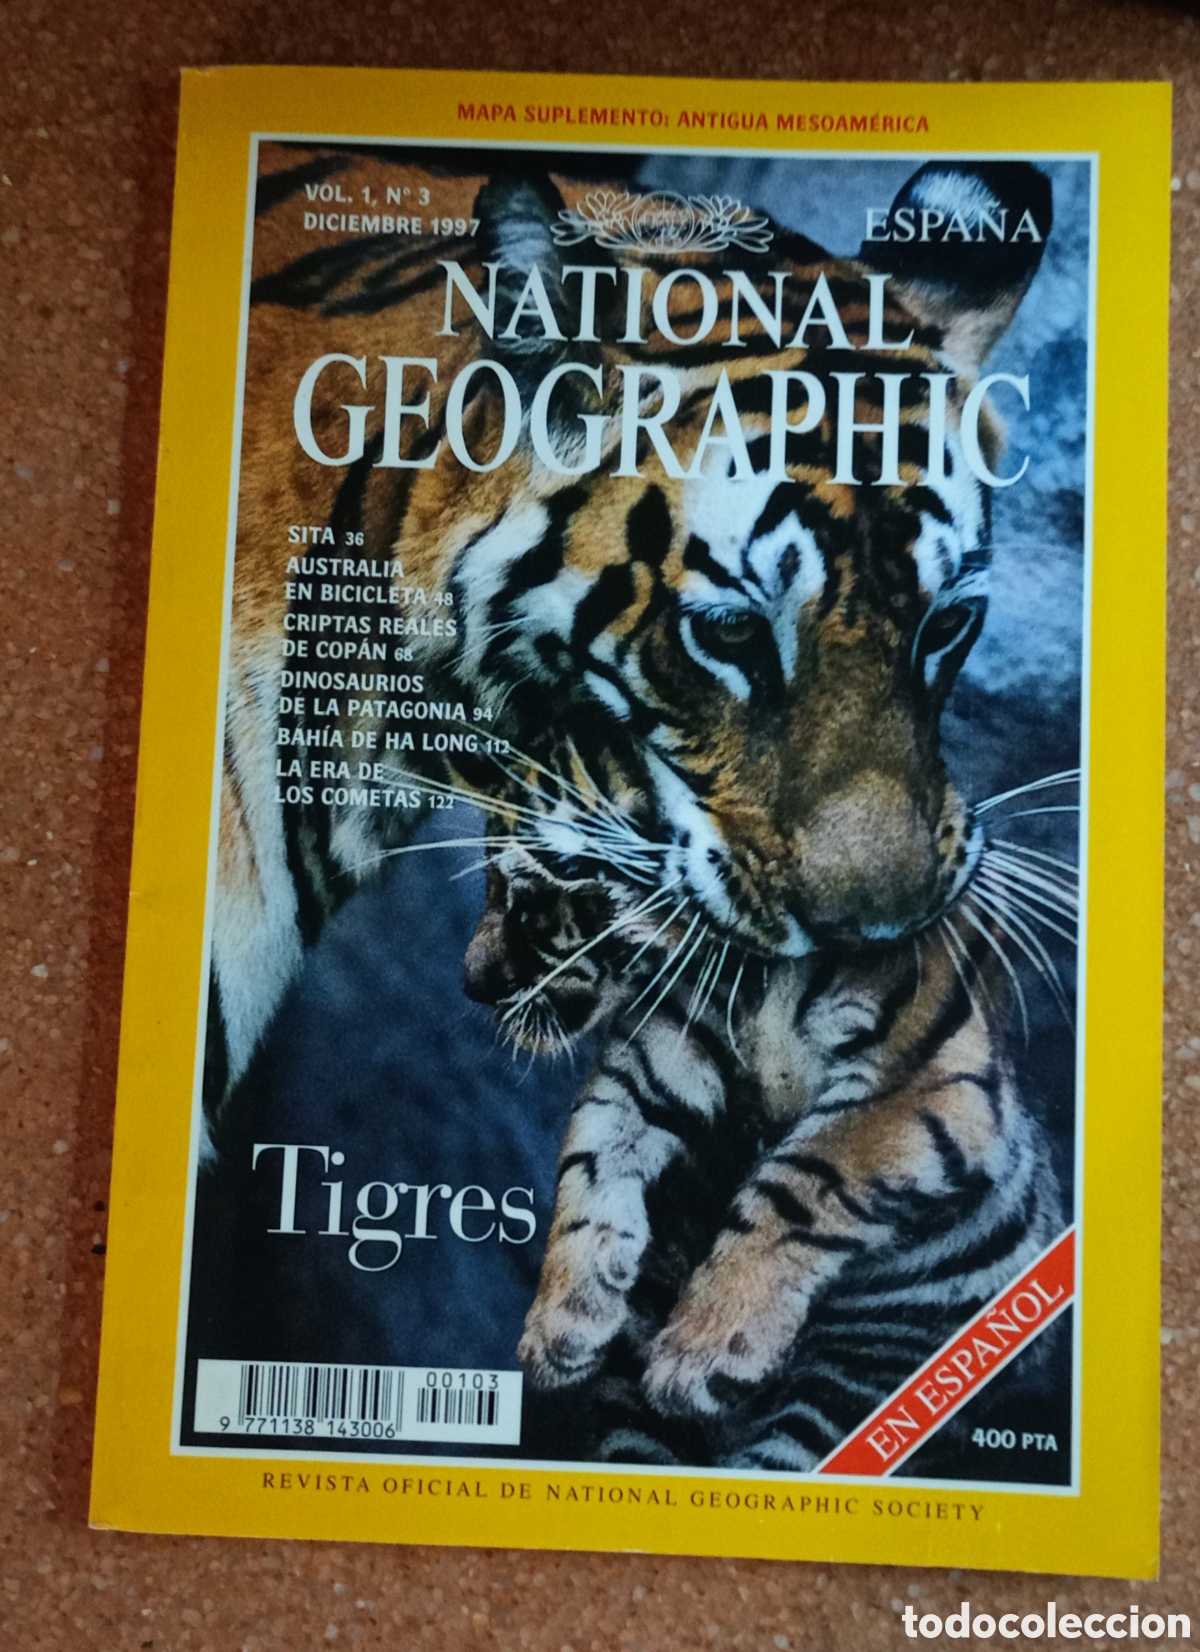 MAPA SUPLEMENTO: ANTIGUA MESOAMÉRICA
VOL. 1, Nº 3
DICIEMBRE 1997
ESPAÑA
NATIONAL
GEOGRAPHIC
SITA 36
AUSTRALIA
EN BICICLETA 48
CRIPTAS REALES
DE COPÁN 68
DINOSAURIOS
DE LA PATAGONIA 94
BAHÍA DE HA LONG 112
LA ERA DE
LOS COMETAS 122
Tigres
EN ESPAÑOL
400 PTA
00103
9 771138 143006
REVISTA OFICIAL DE NATIONAL GEOGRAPHIC SOCIETY
todocoleccion